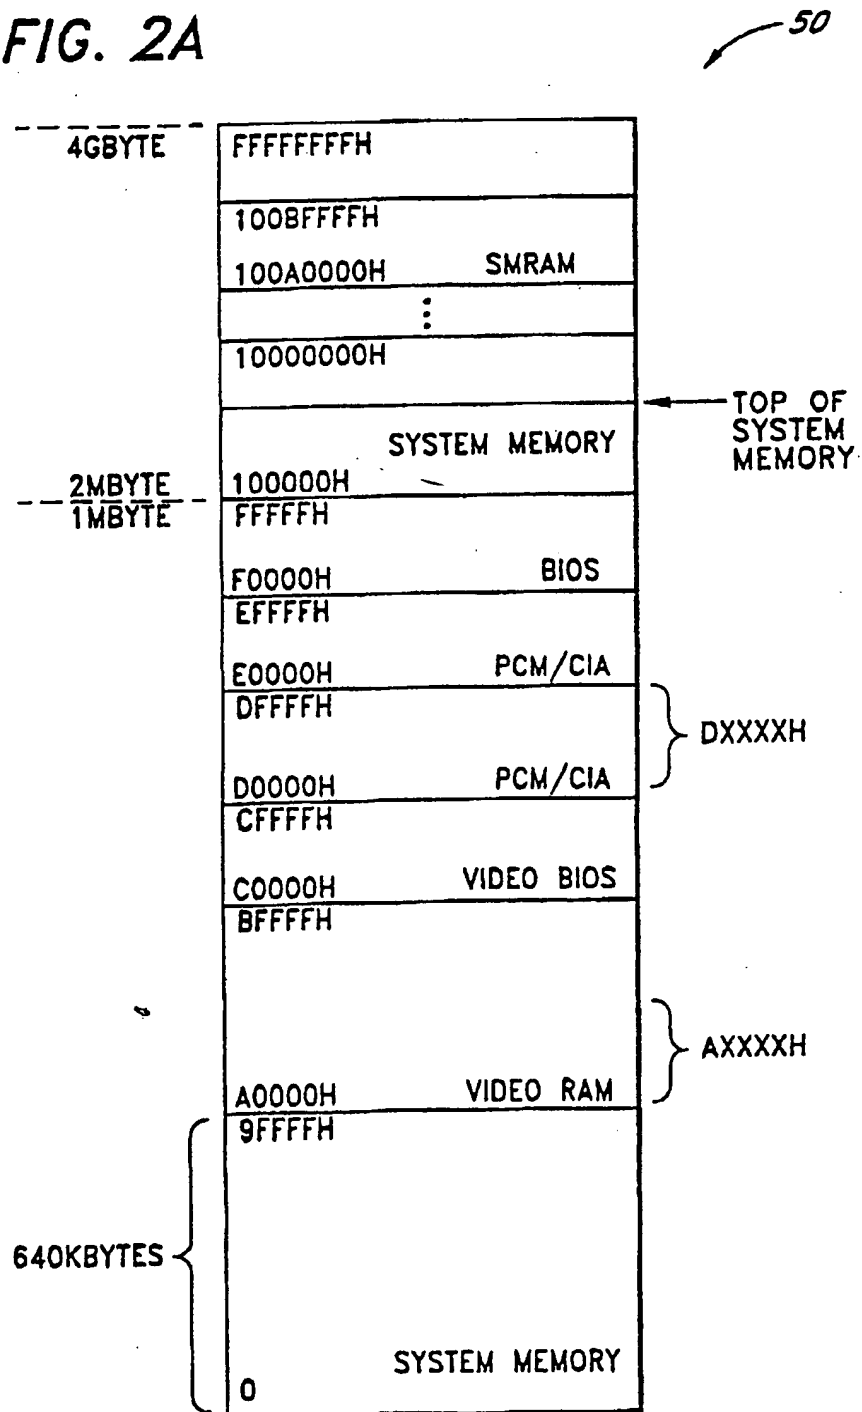 FIG. 2A
50
4GBYTE
FFFFFFFFH
100BFFFFH
100A0000H SMRAM
10000000H
TOP OF
SYSTEM
MEMORY
SYSTEM MEMORY
2MBYTE 100000H
1MBYTE FFFFFH
F0000H BIOS
EFFFFH
E0000H PCM/CIA
DFFFFH
DXXXXH
D0000H PCM/CIA
CFFFFH
C0000H VIDEO BIOS
BFFFFH
AXXXXH
A0000H VIDEO RAM
9FFFFH
640KBYTES
SYSTEM MEMORY
0